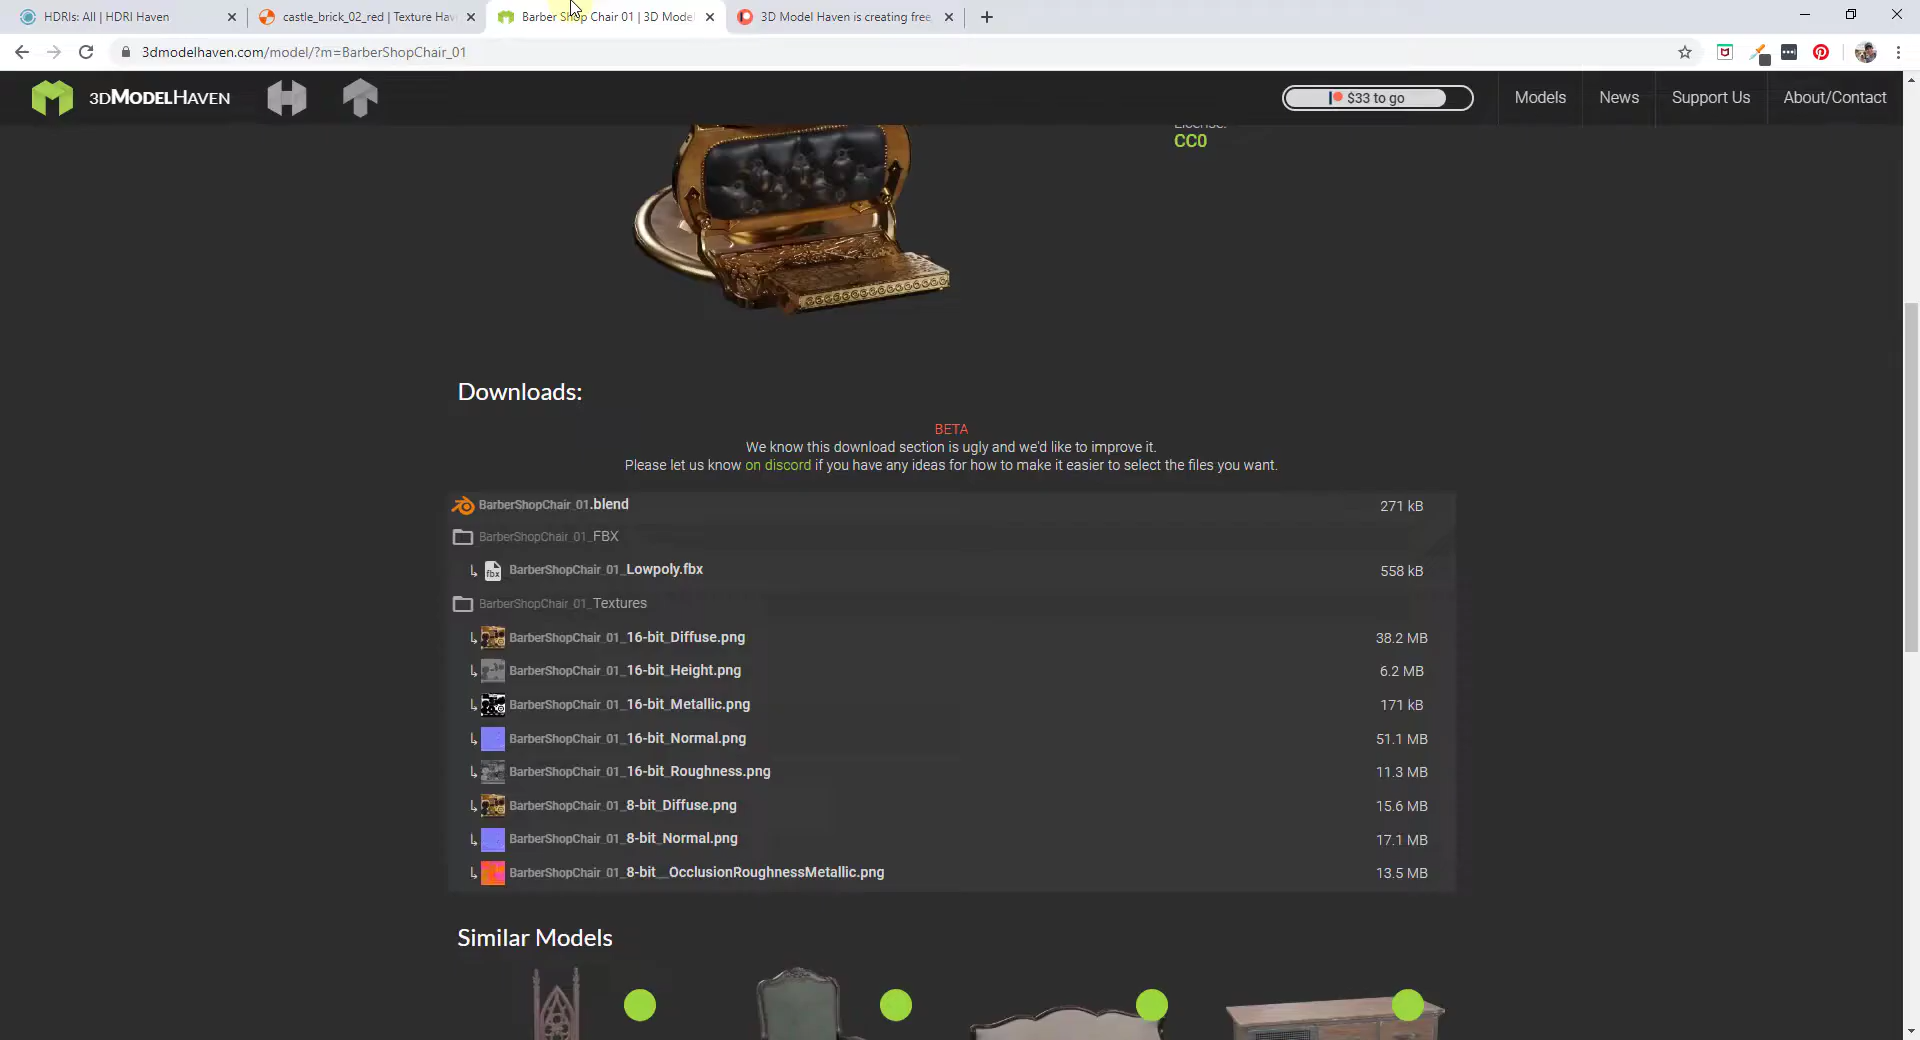 HDRIs: All | HDRI Haven
castle_brick_02_red | Texture Hav
Barber Shop Chair 01 | 3D Model
3D Model Haven is creating free
3dmodelhaven.com/model/?m=BarberShopChair_01
3DMODELHAVEN
$33 to go
Models
News
Support Us
About/Contact
License:
CC0
Downloads:
BETA
We know this download section is ugly and we'd like to improve it.
Please let us know on discord if you have any ideas for how to make it easier to select the files you want.
BarberShopChair_01.blend 271 kB
BarberShopChair_01_FBX
fbx BarberShopChair_01_Lowpoly.fbx 558 kB
BarberShopChair_01_Textures
BarberShopChair_01_16-bit_Diffuse.png 38.2 MB
BarberShopChair_01_16-bit_Height.png 6.2 MB
BarberShopChair_01_16-bit_Metallic.png 171 kB
BarberShopChair_01_16-bit_Normal.png 51.1 MB
BarberShopChair_01_16-bit_Roughness.png 11.3 MB
BarberShopChair_01_8-bit_Diffuse.png 15.6 MB
BarberShopChair_01_8-bit_Normal.png 17.1 MB
BarberShopChair_01_8-bit__OcclusionRoughnessMetallic.png 13.5 MB
Similar Models